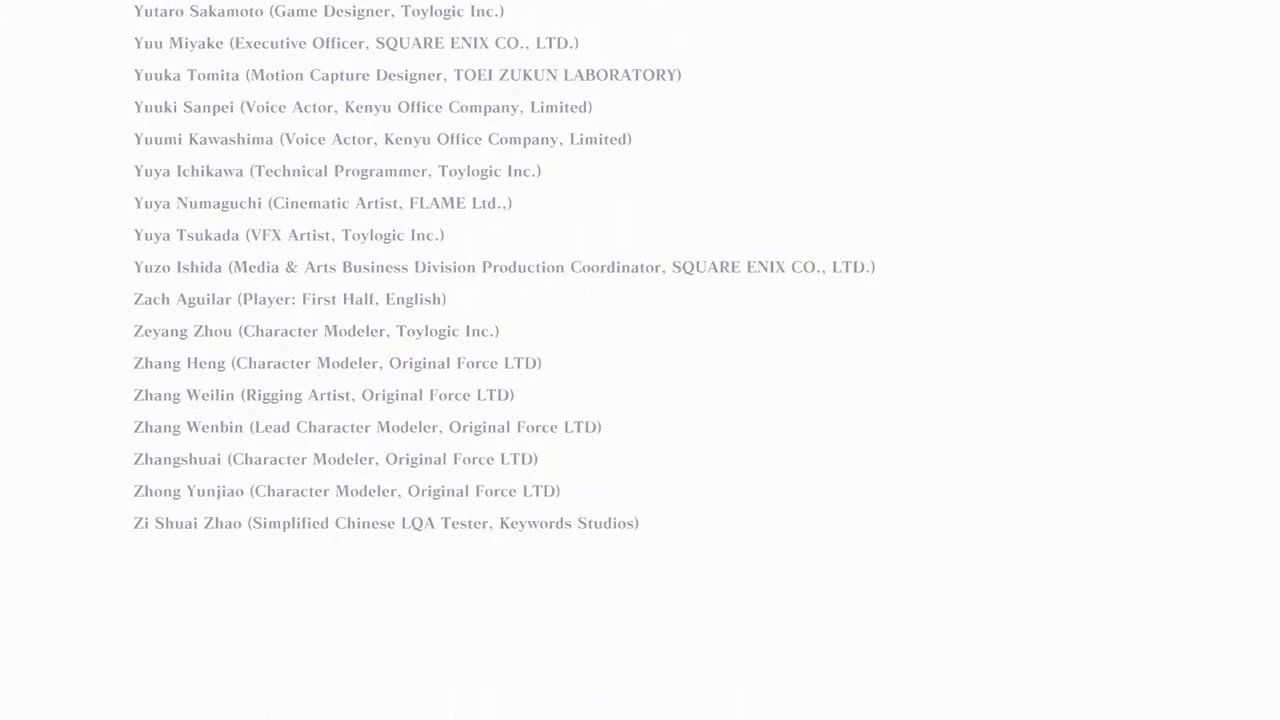 Yutaro Sakamoto (Game Designer, Toylogic Inc.)
Yuu Miyake (Executive Officer, SQUARE ENIX CO., LTD.)
Yuuka Tomita (Motion Capture Designer, TOEI ZUKUN LABORATORY)
Yuuki Sanpei (Voice Actor, Kenyu Office Company, Limited)
Yuumi Kawashima (Voice Actor, Kenyu Office Company, Limited)
Yuya Ichikawa (Technical Programmer, Toylogic Inc.)
Yuya Numaguchi (Cinematic Artist, FLAME Ltd.,)
Yuya Tsukada (VFX Artist, Toylogic Inc.)
Yuzo Ishida (Media & Arts Business Division Production Coordinator, SQUARE ENIX CO., LTD.)
Zach Aguilar (Player: First Half, English)
Zeyang Zhou (Character Modeler, Toylogic Inc.)
Zhang Heng (Character Modeler, Original Force LTD)
Zhang Weilin (Rigging Artist, Original Force LTD)
Zhang Wenbin (Lead Character Modeler, Original Force LTD)
Zhangshuai (Character Modeler, Original Force LTD)
Zhong Yunjiao (Character Modeler, Original Force LTD)
Zi Shuai Zhao (Simplified Chinese LQA Tester, Keywords Studios)